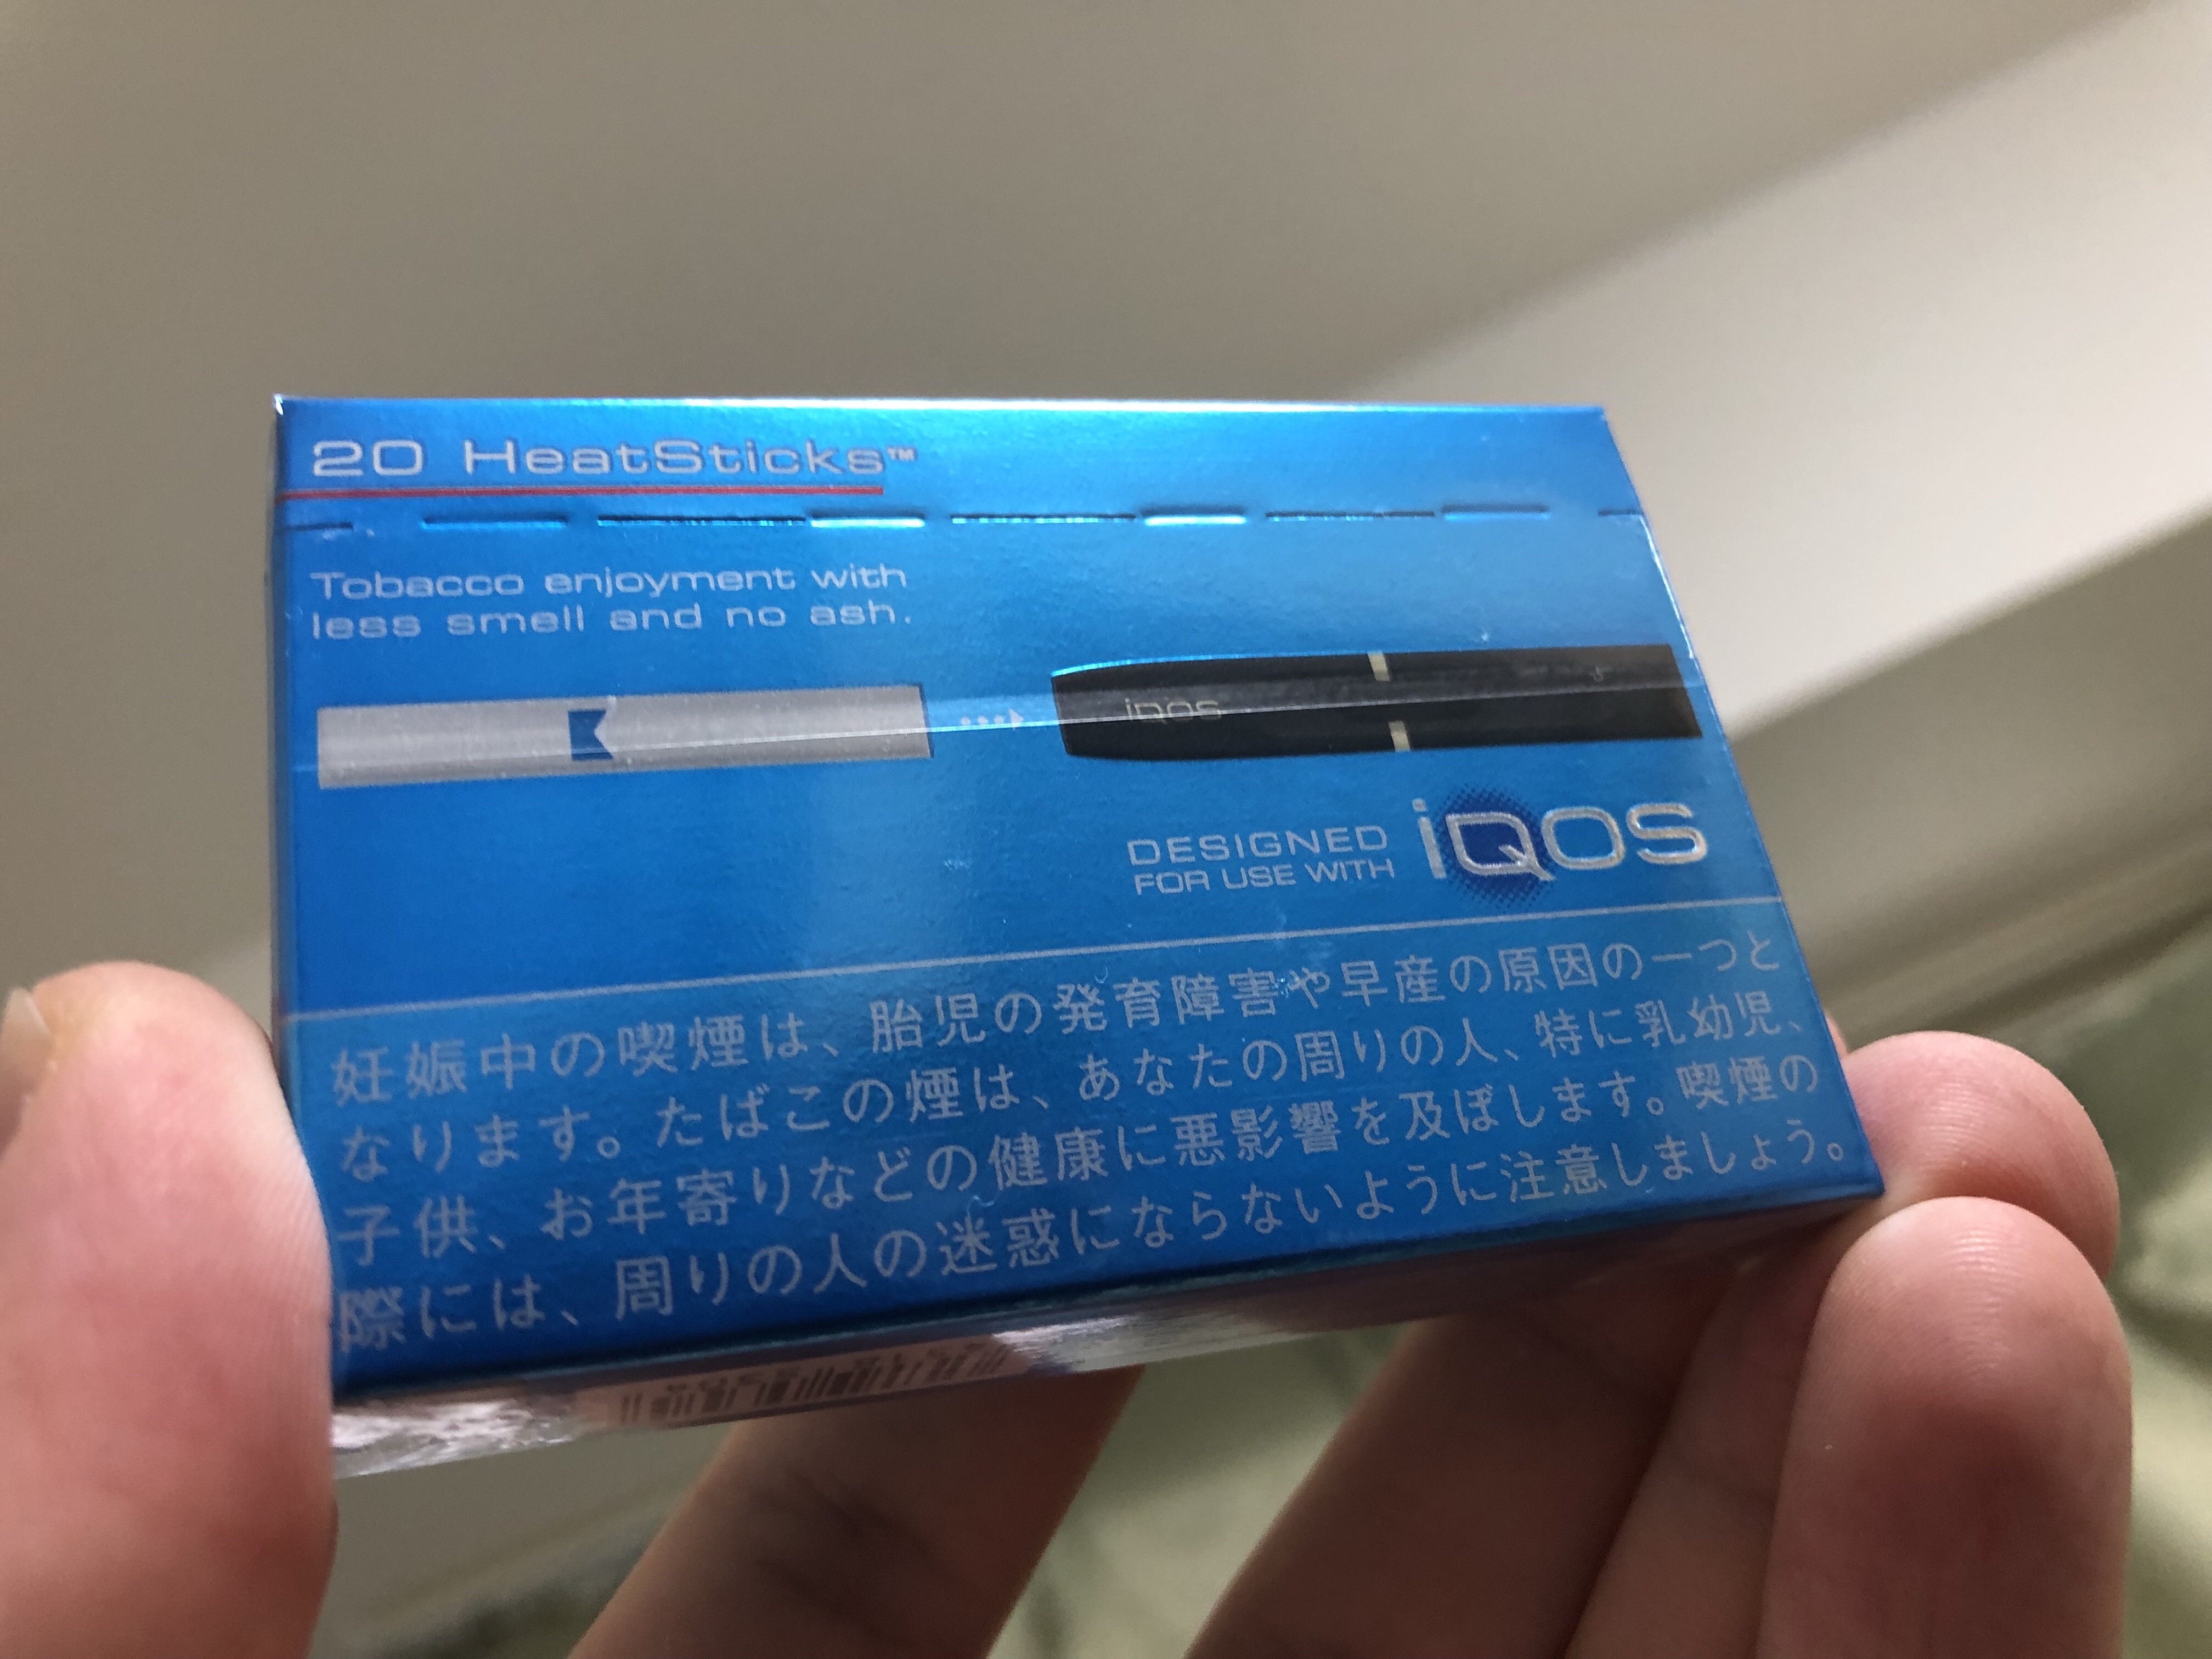 20 HeatSticks™
Tobacco enjoyment with
less smell and no ash.
iQOS
DESIGNED
FOR USE WITH
iQOS
妊娠中の喫煙は、胎児の発育障害や早産の原因の一つと
なります。たばこの煙は、あなたの周りの人、特に乳幼児、
子供、お年寄りなどの健康に悪影響を及ぼします。喫煙の
際には、周りの人の迷惑にならないように注意しましょう。